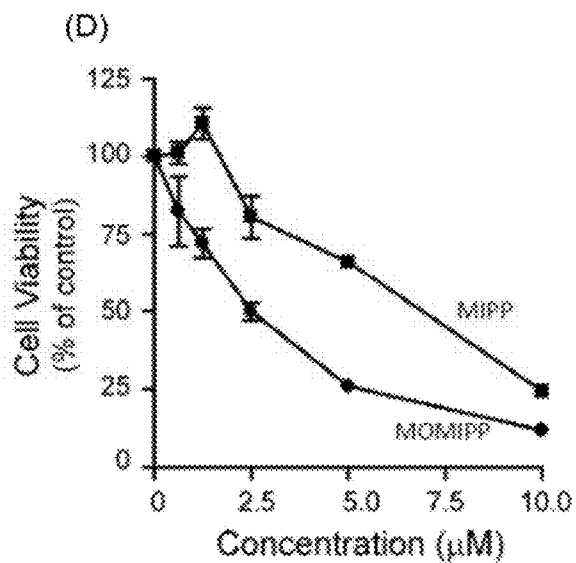 (D)
125
100
75
50
25
0
Cell Viability
(% of control)
MIPP
MOMIPP
0
2.5
5.0
7.5
10.0
Concentration (μM)